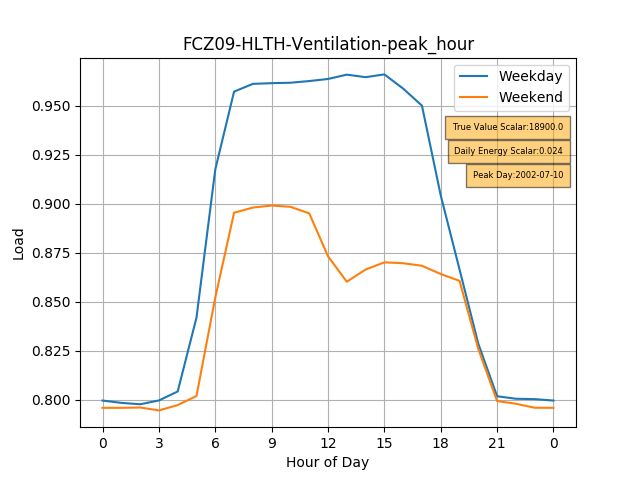 FCZ09-HLTH-Ventilation-peak_hour
Weekday
Weekend
True Value Scalar:18900.0
Daily Energy Scalar:0.024
Peak Day:2002-07-10
0.950
0.925
0.900
0.875
0.850
0.825
0.800
Load
0 3 6 9 12 15 18 21 0
Hour of Day